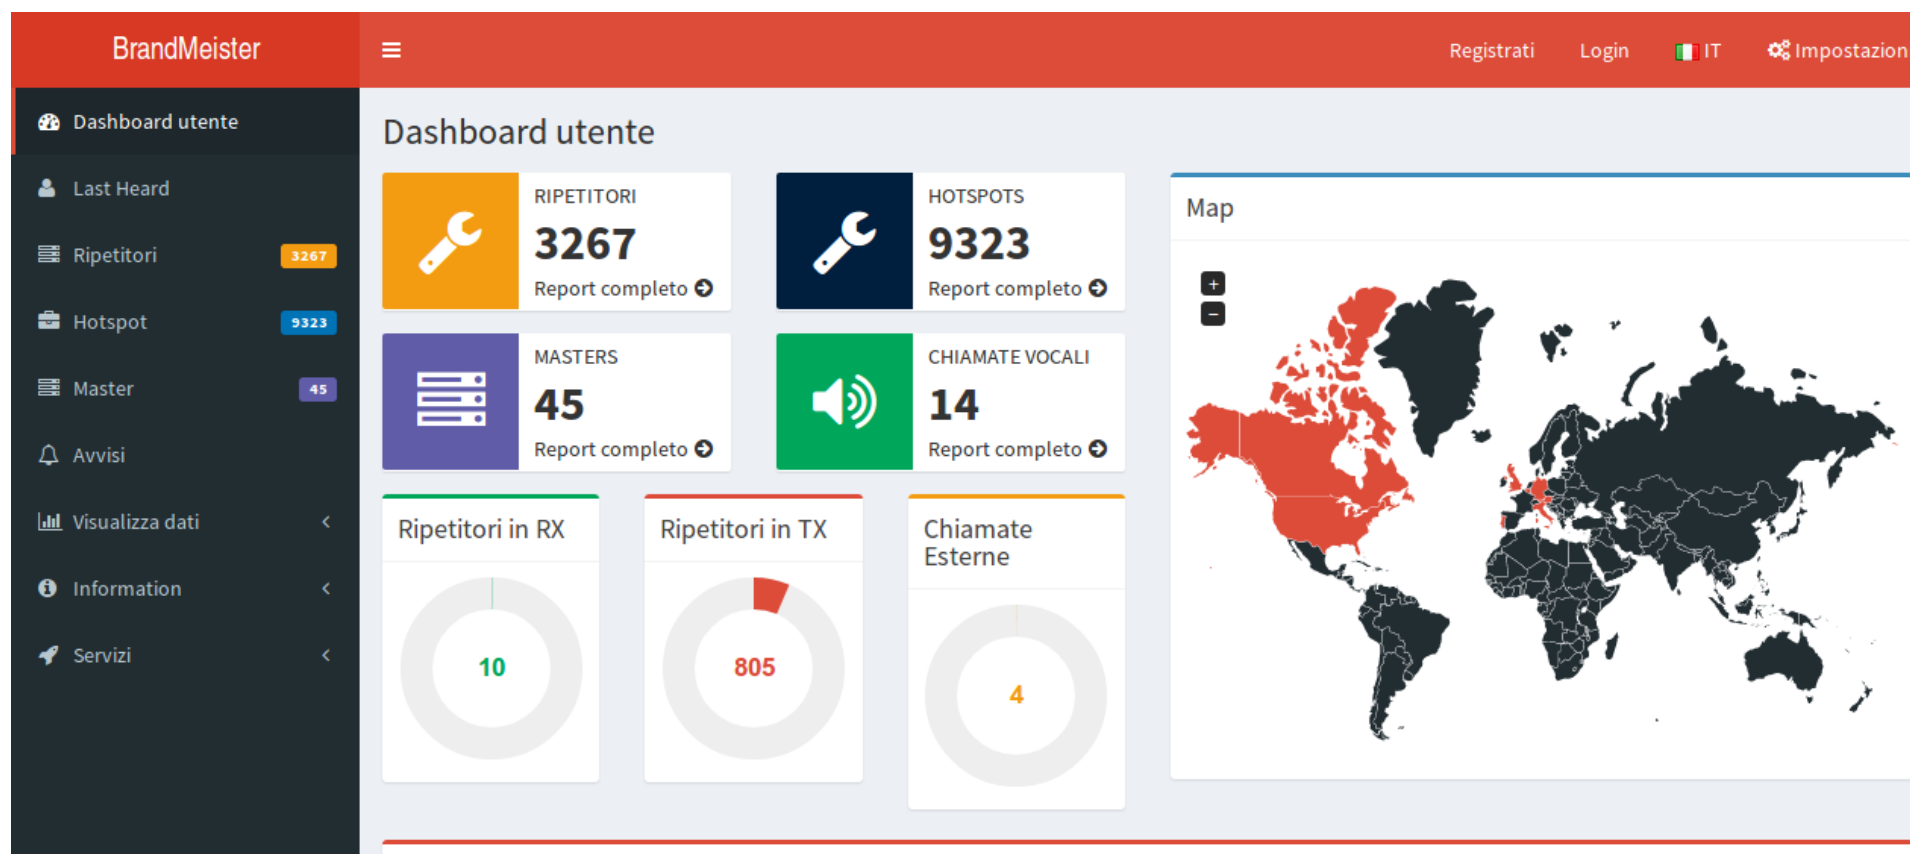 BrandMeister
Registrati Login IT Impostazion
Dashboard utente
Last Heard
Ripetitori 3267
Hotspot 9323
Master 45
Avvisi
Visualizza dati
Information
Servizi
Dashboard utente
RIPETITORI
3267
Report completo
HOTSPOTS
9323
Report completo
MASTERS
45
Report completo
CHIAMATE VOCALI
14
Report completo
Ripetitori in RX
10
Ripetitori in TX
805
Chiamate
Esterne
4
Map
+
−